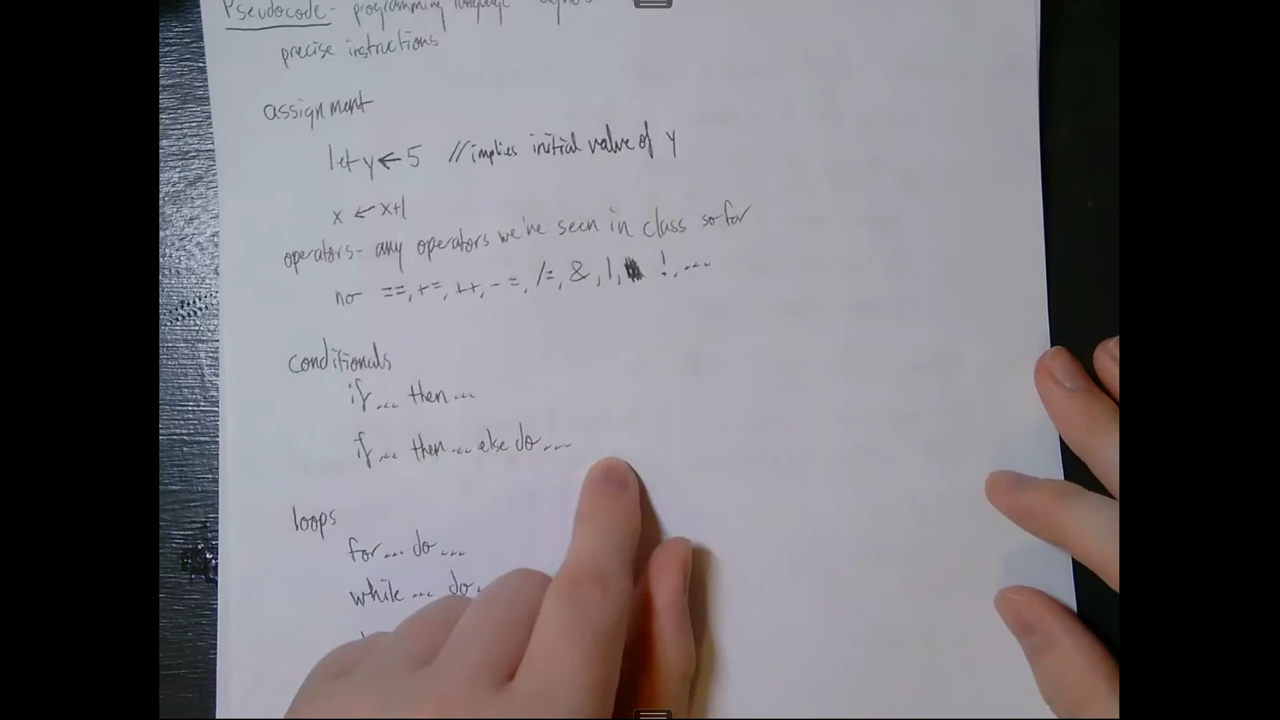 Pseudocode - programming language
precise instructions
assignment
let y ← 5 //implies initial value of y
x ← x+1
operators - any operators we've seen in class so far
no ==, +=, ++, -=, /=, &, |, !, ...
conditionals
if ... then ...
if ... then ... else do ...
loops
for ... do ...
while ... do ..